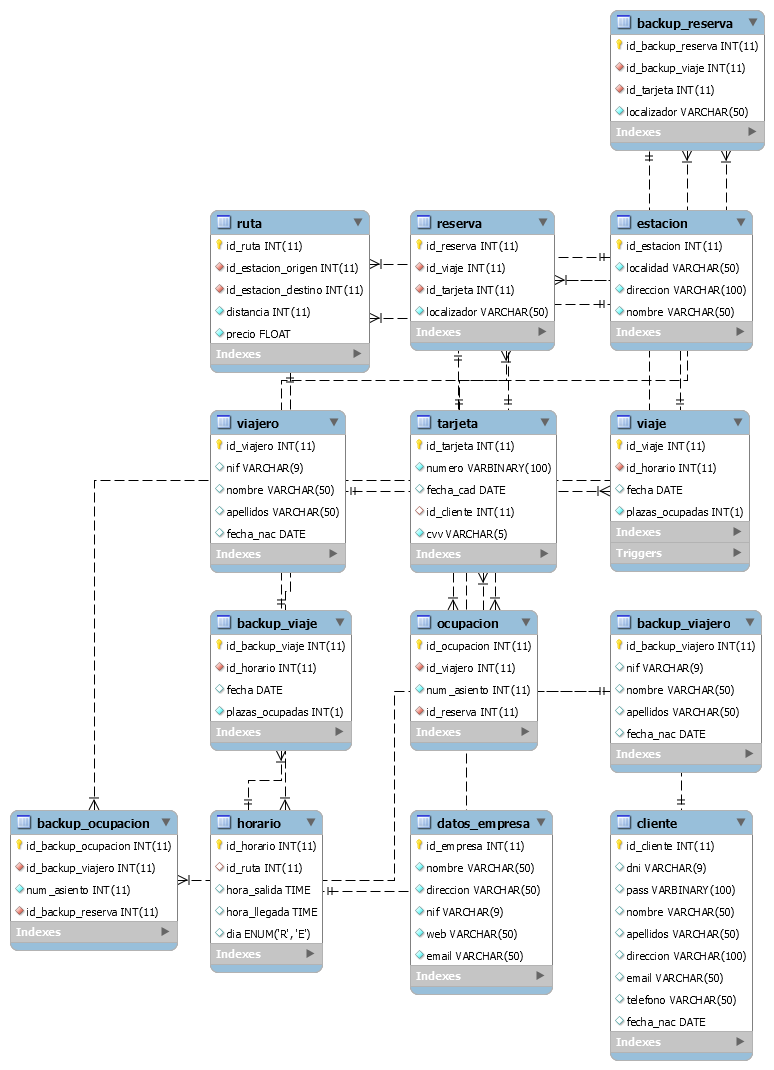 backup_reserva
id_backup_reserva INT(11)
id_backup_viaje INT(11)
id_tarjeta INT(11)
localizador VARCHAR(50)
Indexes
ruta
id_ruta INT(11)
id_estacion_origen INT(11)
id_estacion_destino INT(11)
distancia INT(11)
precio FLOAT
Indexes
reserva
id_reserva INT(11)
id_viaje INT(11)
id_tarjeta INT(11)
localizador VARCHAR(50)
Indexes
estacion
id_estacion INT(11)
localidad VARCHAR(50)
direccion VARCHAR(100)
nombre VARCHAR(50)
Indexes
viajero
id_viajero INT(11)
nif VARCHAR(9)
nombre VARCHAR(50)
apellidos VARCHAR(50)
fecha_nac DATE
Indexes
tarjeta
id_tarjeta INT(11)
numero VARBINARY(100)
fecha_cad DATE
id_cliente INT(11)
cvv VARCHAR(5)
Indexes
viaje
id_viaje INT(11)
id_horario INT(11)
fecha DATE
plazas_ocupadas INT(1)
Indexes
Triggers
backup_viaje
id_backup_viaje INT(11)
id_horario INT(11)
fecha DATE
plazas_ocupadas INT(1)
Indexes
ocupacion
id_ocupacion INT(11)
id_viajero INT(11)
num_asiento INT(11)
id_reserva INT(11)
Indexes
backup_viajero
id_backup_viajero INT(11)
nif VARCHAR(9)
nombre VARCHAR(50)
apellidos VARCHAR(50)
fecha_nac DATE
Indexes
backup_ocupacion
id_backup_ocupacion INT(11)
id_backup_viajero INT(11)
num_asiento INT(11)
id_backup_reserva INT(11)
Indexes
horario
id_horario INT(11)
id_ruta INT(11)
hora_salida TIME
hora_llegada TIME
dia ENUM('R','E')
Indexes
datos_empresa
id_empresa INT(11)
nombre VARCHAR(50)
direccion VARCHAR(50)
nif VARCHAR(9)
web VARCHAR(50)
email VARCHAR(50)
Indexes
cliente
id_cliente INT(11)
dni VARCHAR(9)
pass VARBINARY(100)
nombre VARCHAR(50)
apellidos VARCHAR(50)
direccion VARCHAR(100)
email VARCHAR(50)
telefono VARCHAR(50)
fecha_nac DATE
Indexes